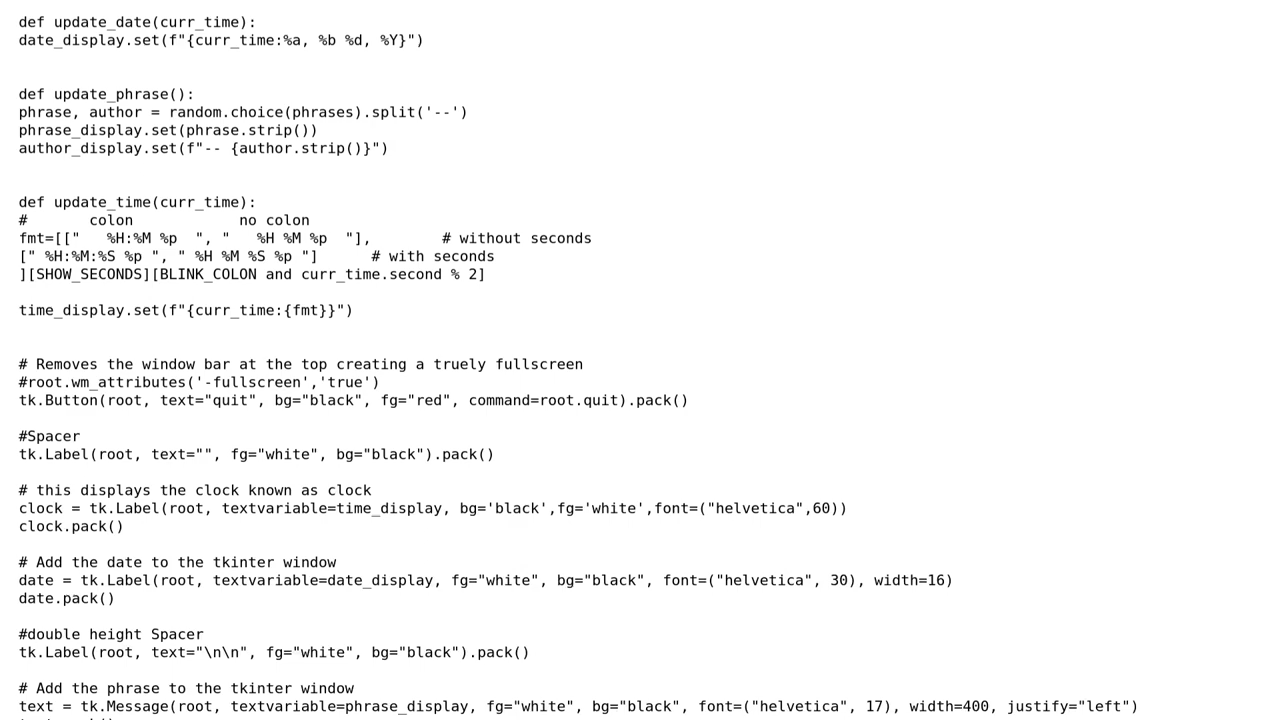 def update_date(curr_time):
date_display.set(f"{curr_time:%a, %b %d, %Y}")
def update_phrase():
phrase, author = random.choice(phrases).split('--')
phrase_display.set(phrase.strip())
author_display.set(f"-- {author.strip()}")
def update_time(curr_time):
#       colon            no colon
fmt=[["   %H:%M %p  ", "   %H %M %p  "],        # without seconds
[" %H:%M:%S %p ", " %H %M %S %p "]      # with seconds
][SHOW_SECONDS][BLINK_COLON and curr_time.second % 2]
time_display.set(f"{curr_time:{fmt}}")
# Removes the window bar at the top creating a truely fullscreen
#root.wm_attributes('-fullscreen','true')
tk.Button(root, text="quit", bg="black", fg="red", command=root.quit).pack()
#Spacer
tk.Label(root, text="", fg="white", bg="black").pack()
# this displays the clock known as clock
clock = tk.Label(root, textvariable=time_display, bg='black',fg='white',font=("helvetica",60))
clock.pack()
# Add the date to the tkinter window
date = tk.Label(root, textvariable=date_display, fg="white", bg="black", font=("helvetica", 30), width=16)
date.pack()
#double height Spacer
tk.Label(root, text="\n\n", fg="white", bg="black").pack()
# Add the phrase to the tkinter window
text = tk.Message(root, textvariable=phrase_display, fg="white", bg="black", font=("helvetica", 17), width=400, justify="left")